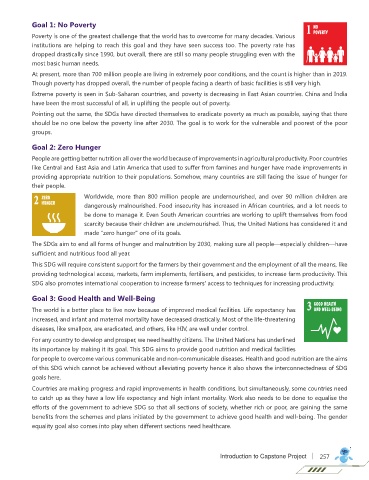 Goal 1: No Poverty
1 NO POVERTY
Poverty is one of the greatest challenge that the world has to overcome for many decades. Various
institutions are helping to reach this goal and they have seen success too. The poverty rate has
dropped drastically since 1990, but overall, there are still so many people struggling even with the
most basic human needs.
At present, more than 700 million people are living in extremely poor conditions, and the count is higher than in 2019.
Though poverty has dropped overall, the number of people facing a dearth of basic facilities is still very high.
Extreme poverty is seen in Sub-Saharan countries, and poverty is decreasing in East Asian countries. China and India
have been the most successful of all, in uplifting the people out of poverty.
Pointing out the same, the SDGs have directed themselves to eradicate poverty as much as possible, saying that there
should be no one below the poverty line after 2030. The goal is to work for the vulnerable and poorest of the poor
groups.
Goal 2: Zero Hunger
People are getting better nutrition all over the world because of improvements in agricultural productivity. Poor countries
like Central and East Asia and Latin America that used to suffer from famines and hunger have made improvements in
providing appropriate nutrition to their populations. Somehow, many countries are still facing the issue of hunger for
their people.
2 ZERO HUNGER
Worldwide, more than 800 million people are undernourished, and over 90 million children are
dangerously malnourished. Food insecurity has increased in African countries, and a lot needs to
be done to manage it. Even South American countries are working to uplift themselves from food
scarcity because their children are undernourished. Thus, the United Nations has considered it and
made "zero hunger" one of its goals.
The SDGs aim to end all forms of hunger and malnutrition by 2030, making sure all people—especially children—have
sufficient and nutritious food all year.
This SDG will require consistent support for the farmers by their government and the employment of all the means, like
providing technological access, markets, farm implements, fertilisers, and pesticides, to increase farm productivity. This
SDG also promotes international cooperation to increase farmers' access to techniques for increasing productivity.
Goal 3: Good Health and Well-Being
3 GOOD HEALTH AND WELL-BEING
The world is a better place to live now because of improved medical facilities. Life expectancy has
increased, and infant and maternal mortality have decreased drastically. Most of the life-threatening
diseases, like smallpox, are eradicated, and others, like HIV, are well under control.
For any country to develop and prosper, we need healthy citizens. The United Nations has underlined
its importance by making it its goal. This SDG aims to provide good nutrition and medical facilities
for people to overcome various communicable and non-communicable diseases. Health and good nutrition are the aims
of this SDG which cannot be achieved without alleviating poverty hence it also shows the interconnectedness of SDG
goals here.
Countries are making progress and rapid improvements in health conditions, but simultaneously, some countries need
to catch up as they have a low life expectancy and high infant mortality. Work also needs to be done to equalise the
efforts of the government to achieve SDG so that all sections of society, whether rich or poor, are gaining the same
benefits from the schemes and plans initiated by the government to achieve good health and well-being. The gender
equality goal also comes into play when different sections need healthcare.
Introduction to Capstone Project | 257